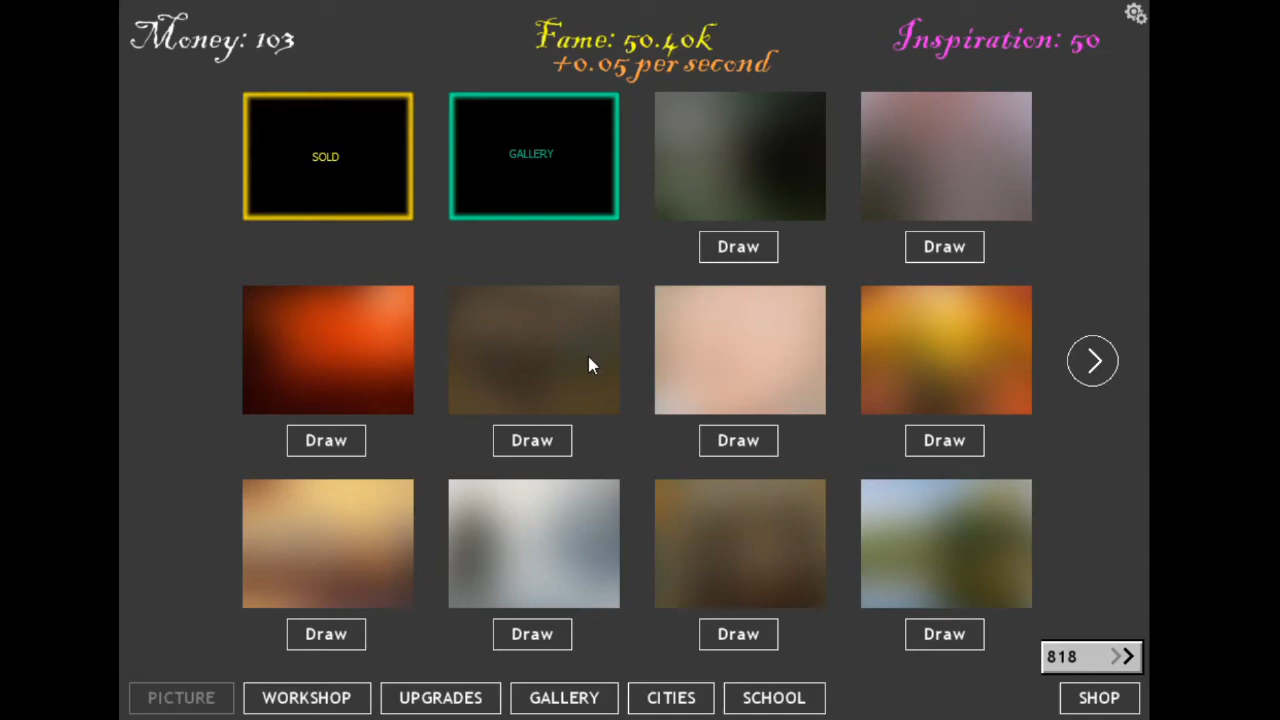 Money: 103
Fame: 50.40k
Inspiration: 50
+0.05 per second
SOLD
GALLERY
Draw
Draw
Draw
Draw
Draw
Draw
Draw
Draw
Draw
Draw
818
PICTURE
WORKSHOP
UPGRADES
GALLERY
CITIES
SCHOOL
SHOP